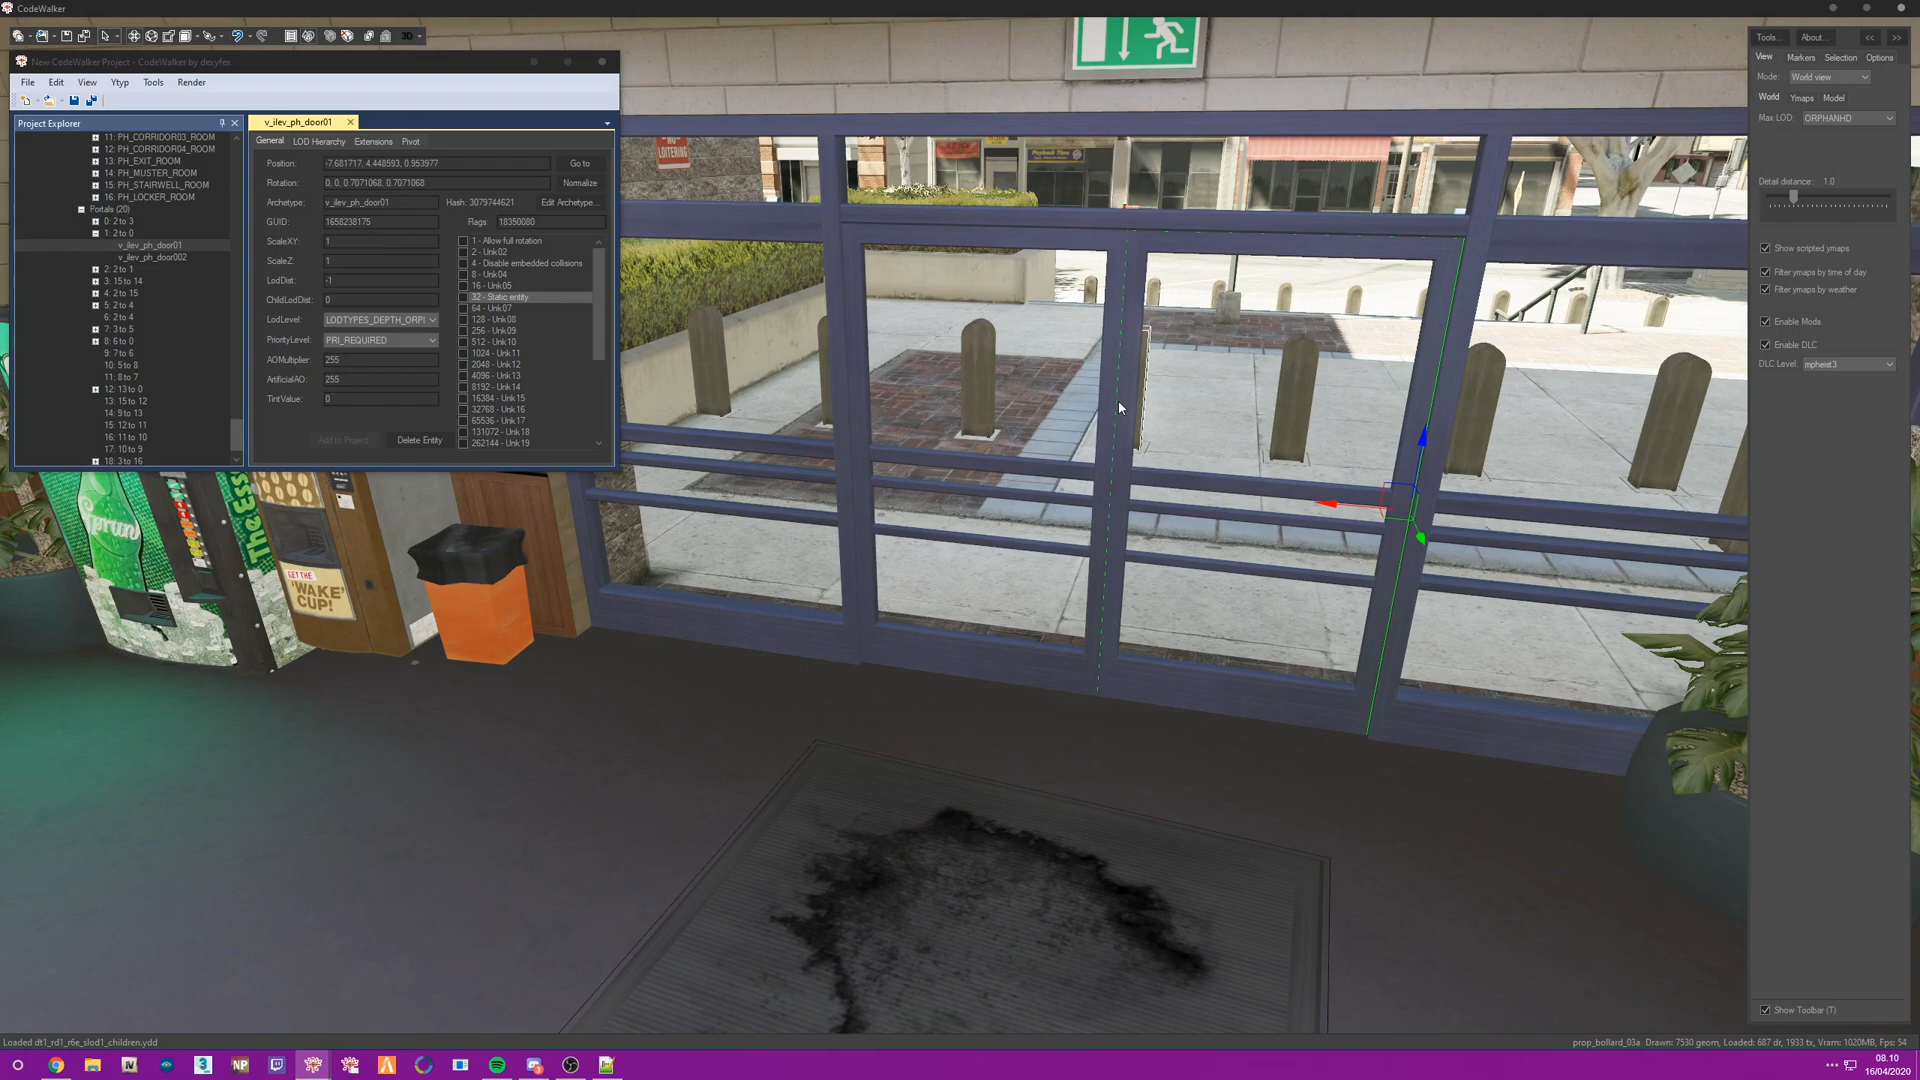 CodeWalker
3D
New CodeWalker Project - CodeWalker by dexyfex
File Edit View Ytyp Tools Render
Project Explorer
11: PH_CORRIDOR03_ROOM
12: PH_CORRIDOR04_ROOM
13: PH_EXIT_ROOM
14: PH_MUSTER_ROOM
15: PH_STAIRWELL_ROOM
16: PH_LOCKER_ROOM
Portals (20)
0: 2 to 3
1: 2 to 0
v_ilev_ph_door01
v_ilev_ph_door002
2: 2 to 1
3: 15 to 14
4: 2 to 15
5: 2 to 4
6: 2 to 4
7: 3 to 5
8: 6 to 0
9: 7 to 6
10: 5 to 8
11: 8 to 7
12: 13 to 0
13: 15 to 12
14: 9 to 13
15: 12 to 11
16: 11 to 10
17: 10 to 9
18: 3 to 16
v_ilev_ph_door01
General LOD Hierarchy Extensions Pivot
Position: -7.681717, 4.448593, 0.953977 Go to
Rotation: 0, 0, 0.7071068, 0.7071068 Normalize
Archetype: v_ilev_ph_door01 Hash: 3079744621 Edit Archetype...
GUID: 1658238175 Flags: 18350080
ScaleXY: 1
ScaleZ: 1
LodDist: -1
ChildLodDist: 0
LodLevel: LODTYPES_DEPTH_ORPI
PriorityLevel: PRI_REQUIRED
AOMultiplier: 255
ArtificialAO: 255
TintValue: 0
1 - Allow full rotation
2 - Unk02
4 - Disable embedded collisions
8 - Unk04
16 - Unk05
32 - Static entity
64 - Unk07
128 - Unk08
256 - Unk09
512 - Unk10
1024 - Unk11
2048 - Unk12
4096 - Unk13
8192 - Unk14
16384 - Unk15
32768 - Unk16
65536 - Unk17
131072 - Unk18
262144 - Unk19
Add to Project Delete Entity
NO
LOITERING
Sprunk
The Ess
GET THE
'WAKE'
CUP!
Tools... About... << >>
View Markers Selection Options
Mode: World view
World Ymaps Model
Max LOD: ORPHANHD
Detail distance: 1.0
Show scripted ymaps
Filter ymaps by time of day
Filter ymaps by weather
Enable Mods
Enable DLC
DLC Level: mpheist3
Show Toolbar (T)
Loaded dt1_rd1_r6e_slod1_children.ydd
prop_bollard_03a Drawn: 7530 geom, Loaded: 687 dr, 1933 tx, Vram: 1020MB, Fps: 54
3
NP
08.10
16/04/2020